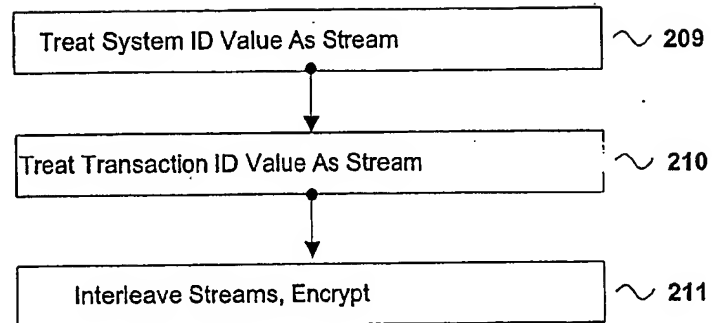 Treat System ID Value As Stream 209
Treat Transaction ID Value As Stream 210
Interleave Streams, Encrypt 211